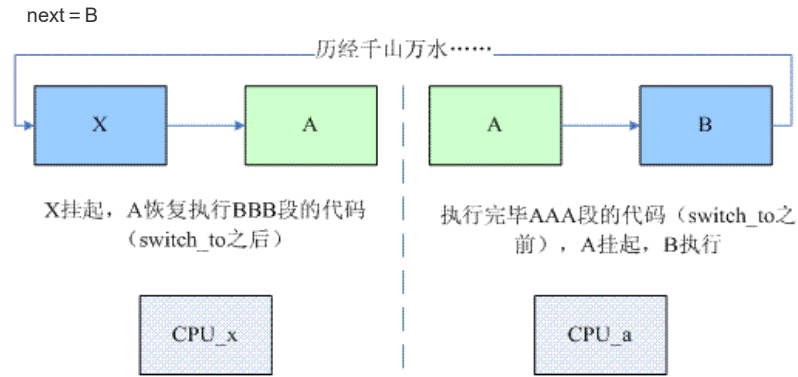 next = B
历经千山万水……
X
A
A
B
X挂起，A恢复执行BBB段的代码
（switch_to之后）
执行完毕AAA段的代码（switch_to之
前），A挂起，B执行
CPU_x
CPU_a